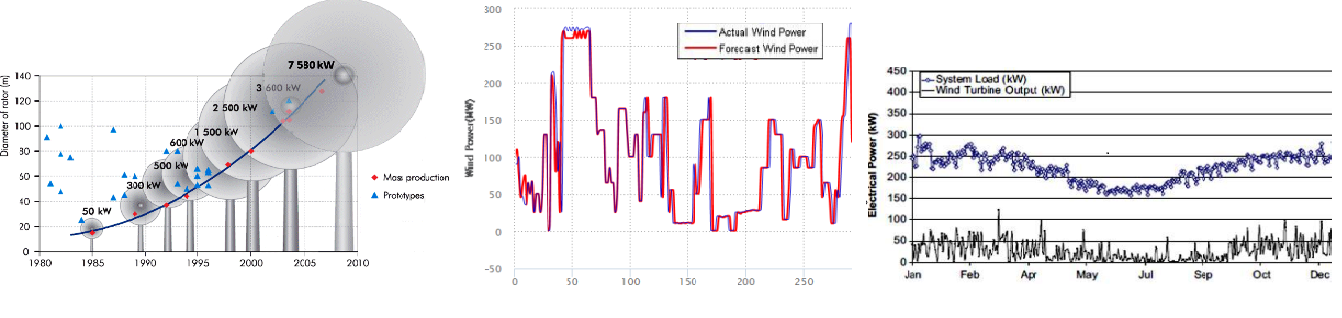 Diameter of rotor (m)
140
120
100
80
60
40
20
0
1980
1985
1990
1995
2000
2005
2010
50 kW
300 kW
500 kW
600 kW
1 500 kW
2 500 kW
3 600 kW
7 580 kW
Mass production
Prototypes
Wind Power(MW)
300
250
200
150
100
50
0
-50
0
50
100
150
200
250
Actual Wind Power
Forecast Wind Power
Electrical Power (kW)
450
400
350
300
250
200
150
100
50
0
Jan
Feb
Apr
May
Jul
Sep
Oct
Dec
System Load (kW)
Wind Turbine Output (kW)